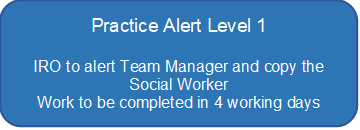 Practice Alert Level 1
IRO to alert Team Manager and copy the
Social Worker
Work to be completed in 4 working days